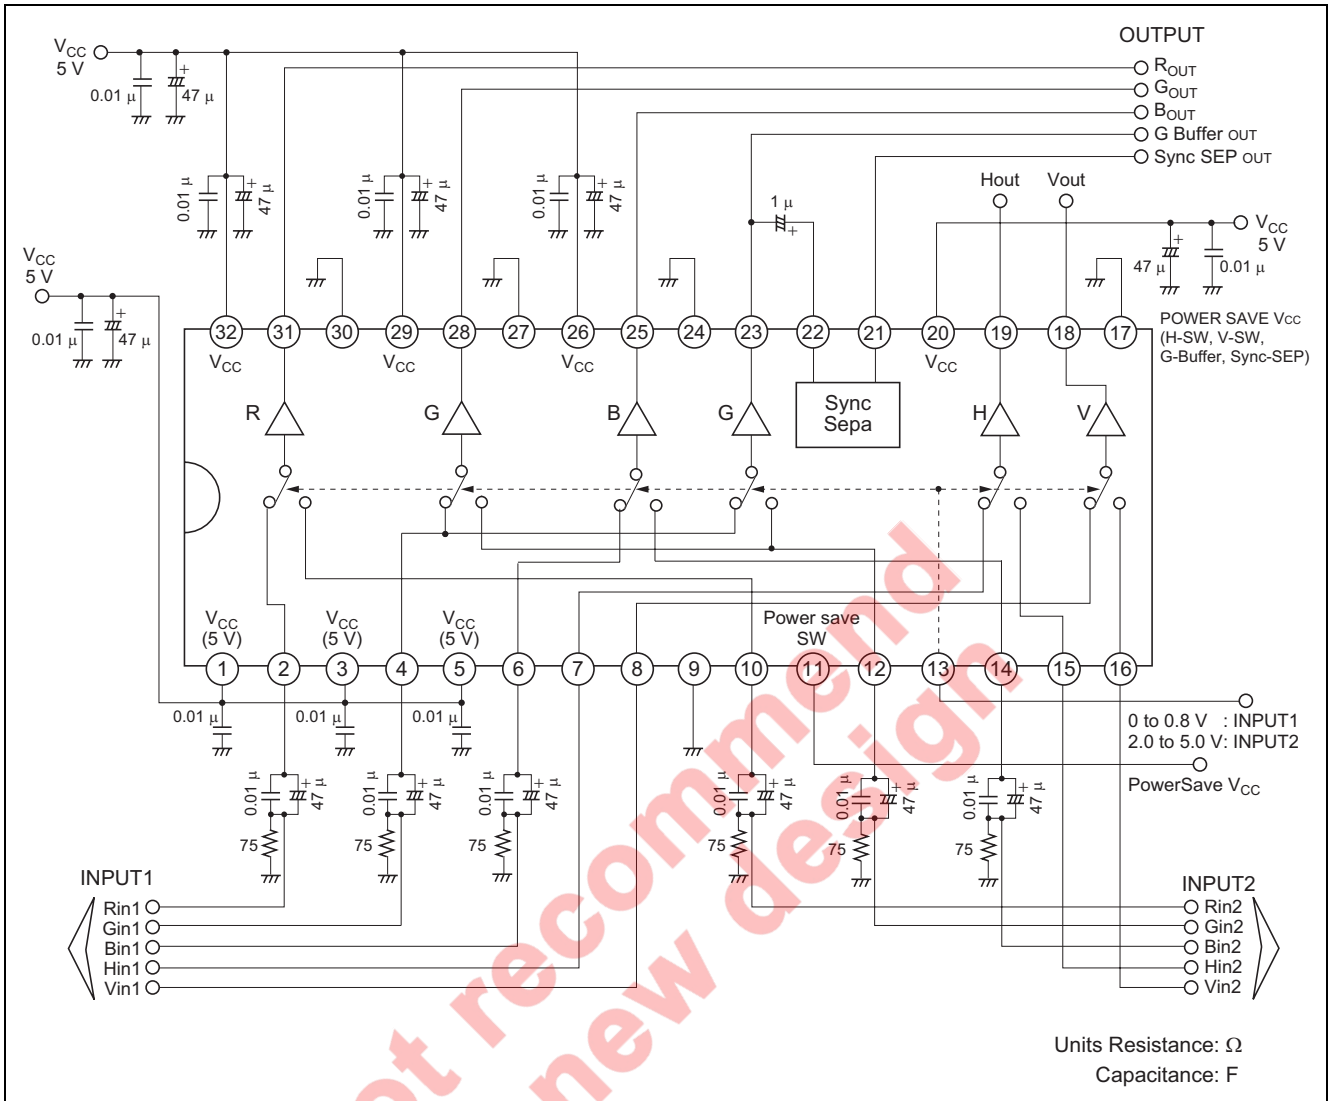 OUTPUT
VCC
5 V
ROUT
GOUT
BOUT
G Buffer OUT
Sync SEP OUT
0.01 μ
+
47 μ
Hout
Vout
0.01 μ
+
47 μ
0.01 μ
+
47 μ
0.01 μ
+
47 μ
1 μ
+
VCC
5 V
+
47 μ
0.01 μ
VCC
5 V
0.01 μ
+
47 μ
POWER SAVE VCC
(H-SW, V-SW,
G-Buffer, Sync-SEP)
32 31 30 29 28 27 26 25 24 23 22 21 20 19 18 17
VCC VCC VCC VCC
R G B G
Sync
Sepa
H V
VCC
(5 V)
VCC
(5 V)
VCC
(5 V)
Power save
SW
1 2 3 4 5 6 7 8 9 10 11 12 13 14 15 16
0.01 μ
0.01 μ
0.01 μ
0 to 0.8 V : INPUT1
2.0 to 5.0 V: INPUT2
PowerSave VCC
0.01 μ
+
47 μ
0.01 μ
+
47 μ
0.01 μ
+
47 μ
0.01 μ
+
47 μ
0.01 μ
+
47 μ
0.01 μ
+
47 μ
75 75 75 75 75 75
INPUT1
Rin1
Gin1
Bin1
Hin1
Vin1
INPUT2
Rin2
Gin2
Bin2
Hin2
Vin2
Units Resistance: Ω
Capacitance: F
ot recommend
new design